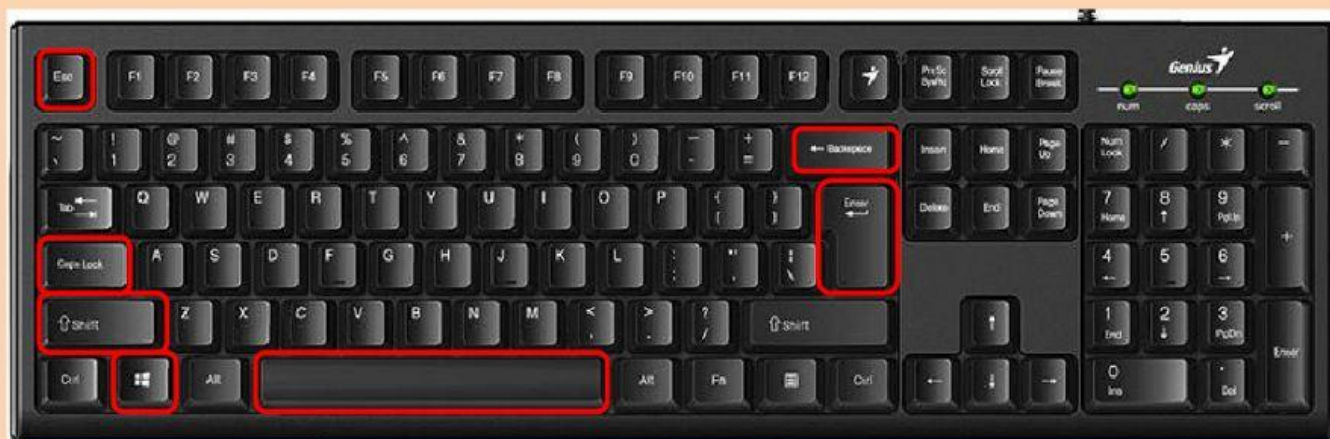 Esc F1 F2 F3 F4 F5 F6 F7 F8 F9 F10 F11 F12 PrtSc SysRq Scroll Lock Pause Break Genius
num caps scroll
~ ` ! 1 @ 2 # 3 $ 4 % 5 ^ 6 & 7 * 8 ( 9 ) 0 - + = ← Backspace Insert Home Page Up Num Lock / * -
Tab Q W E R T Y U I O P { [ } ] Enter Delete End Page Down 7 Home 8 ↑ 9 PgUp +
Caps Lock A S D F G H J K L : ; " ' | \ 4 ← 5 6 →
⇧ Shift Z X C V B N M < , > . ? / ⇧ Shift ↑ 1 End 2 ↓ 3 PgDn Enter
Ctrl Alt Alt Fn Ctrl ← ↓ → 0 Ins . Del